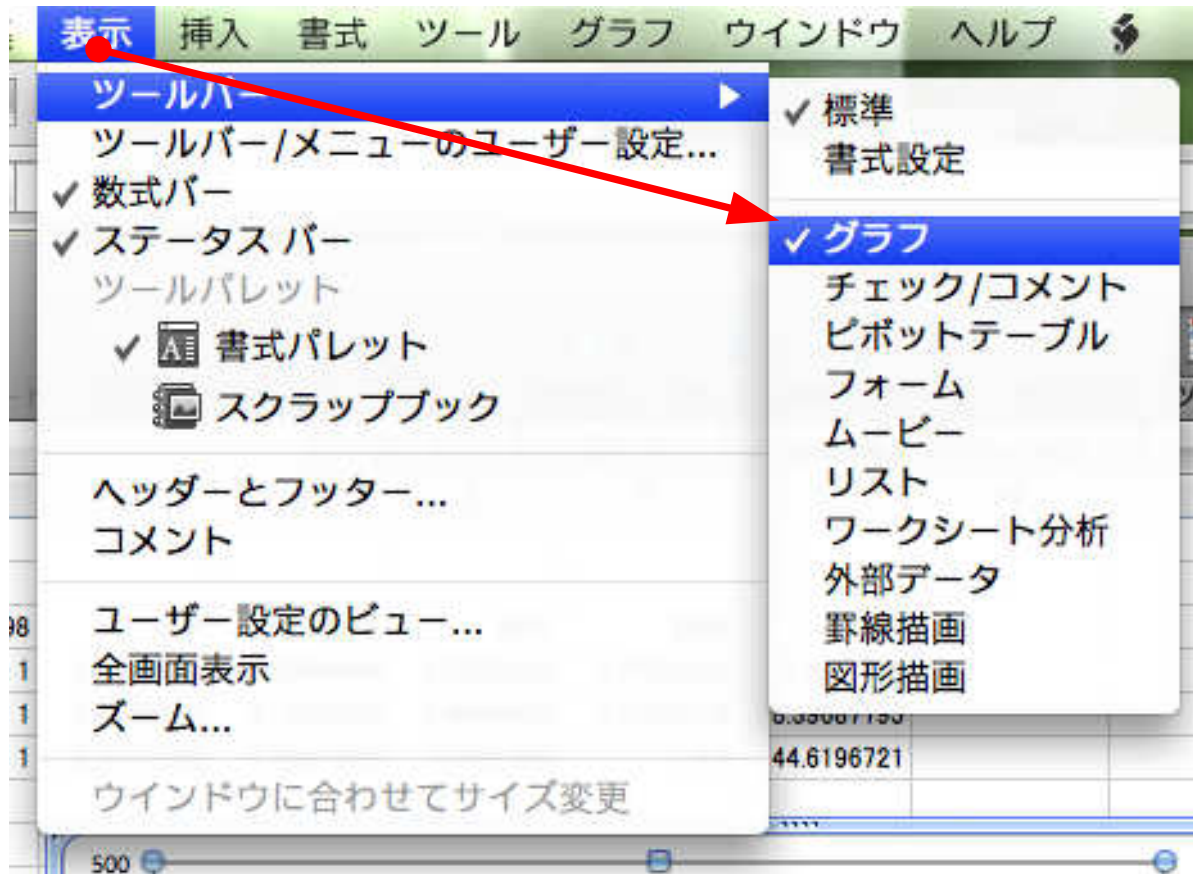 表示 挿入 書式 ツール グラフ ウインドウ ヘルプ
ツールバー
ツールバー/メニューのユーザー設定...
数式バー
ステータス バー
ツールパレット
書式パレット
スクラップブック
ヘッダーとフッター...
コメント
ユーザー設定のビュー...
全画面表示
ズーム...
ウインドウに合わせてサイズ変更
標準
書式設定
グラフ
チェック/コメント
ピボットテーブル
フォーム
ムービー
リスト
ワークシート分析
外部データ
罫線描画
図形描画
98
1
1
1
44.6196721
500